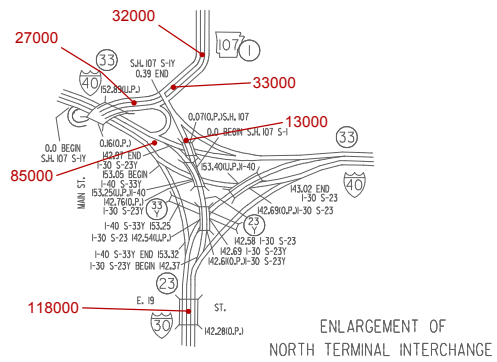 32000
27000
107
1
33
S.H. 107 S-1Y
0.39 END
40
33000
152.89(U.P.)
0.07(O.P.)S.H. 107
13000
0.0 BEGIN S.H. 107 S-1
33
0.0 BEGIN
S.H. 107 S-1Y
0.16(O.P.)
142.97 END
I-30 S-23Y
153.05 BEGIN
I-40 S-33Y
153.40(U.P.)I-40
85000
153.25(U.P.)I-40
40
MAIN ST.
142.76(O.P.)
I-30 S-23Y
33
Y
143.02 END
I-30 S-23
142.69(O.P.)I-30 S-23
I-40 S-33Y 153.25
23
Y
I-30 S-23 142.54(U.P.)
142.58 I-30 S-23
142.69 I-30 S-23Y
I-40 S-33Y END 153.32
142.61(O.P.)I-30 S-23Y
I-30 S-23Y BEGIN 142.37
23
118000
E. 19
ST.
30
142.28(O.P.)
ENLARGEMENT OF
NORTH TERMINAL INTERCHANGE